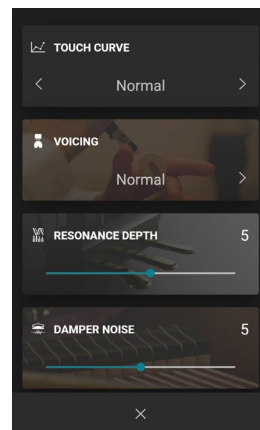 TOUCH CURVE
< Normal >
VOICING
Normal >
RESONANCE DEPTH 5
DAMPER NOISE 5